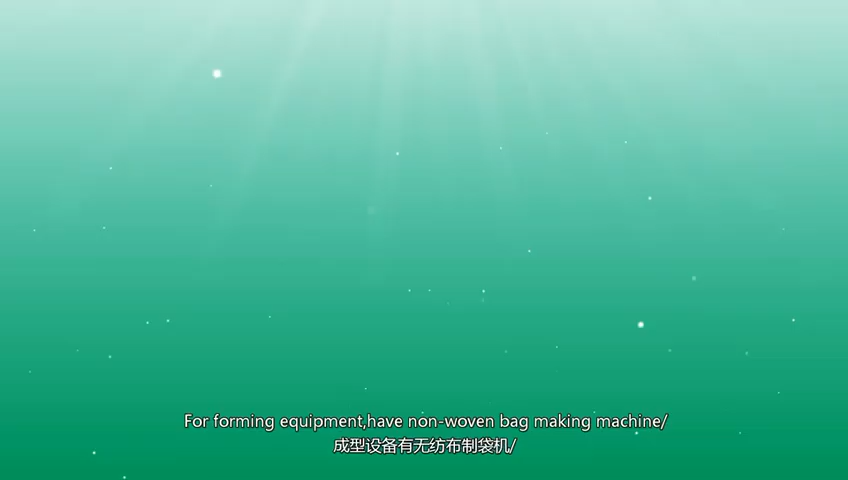 For forming equipment,have non-woven bag making machine/
成型设备有无纺布制袋机/